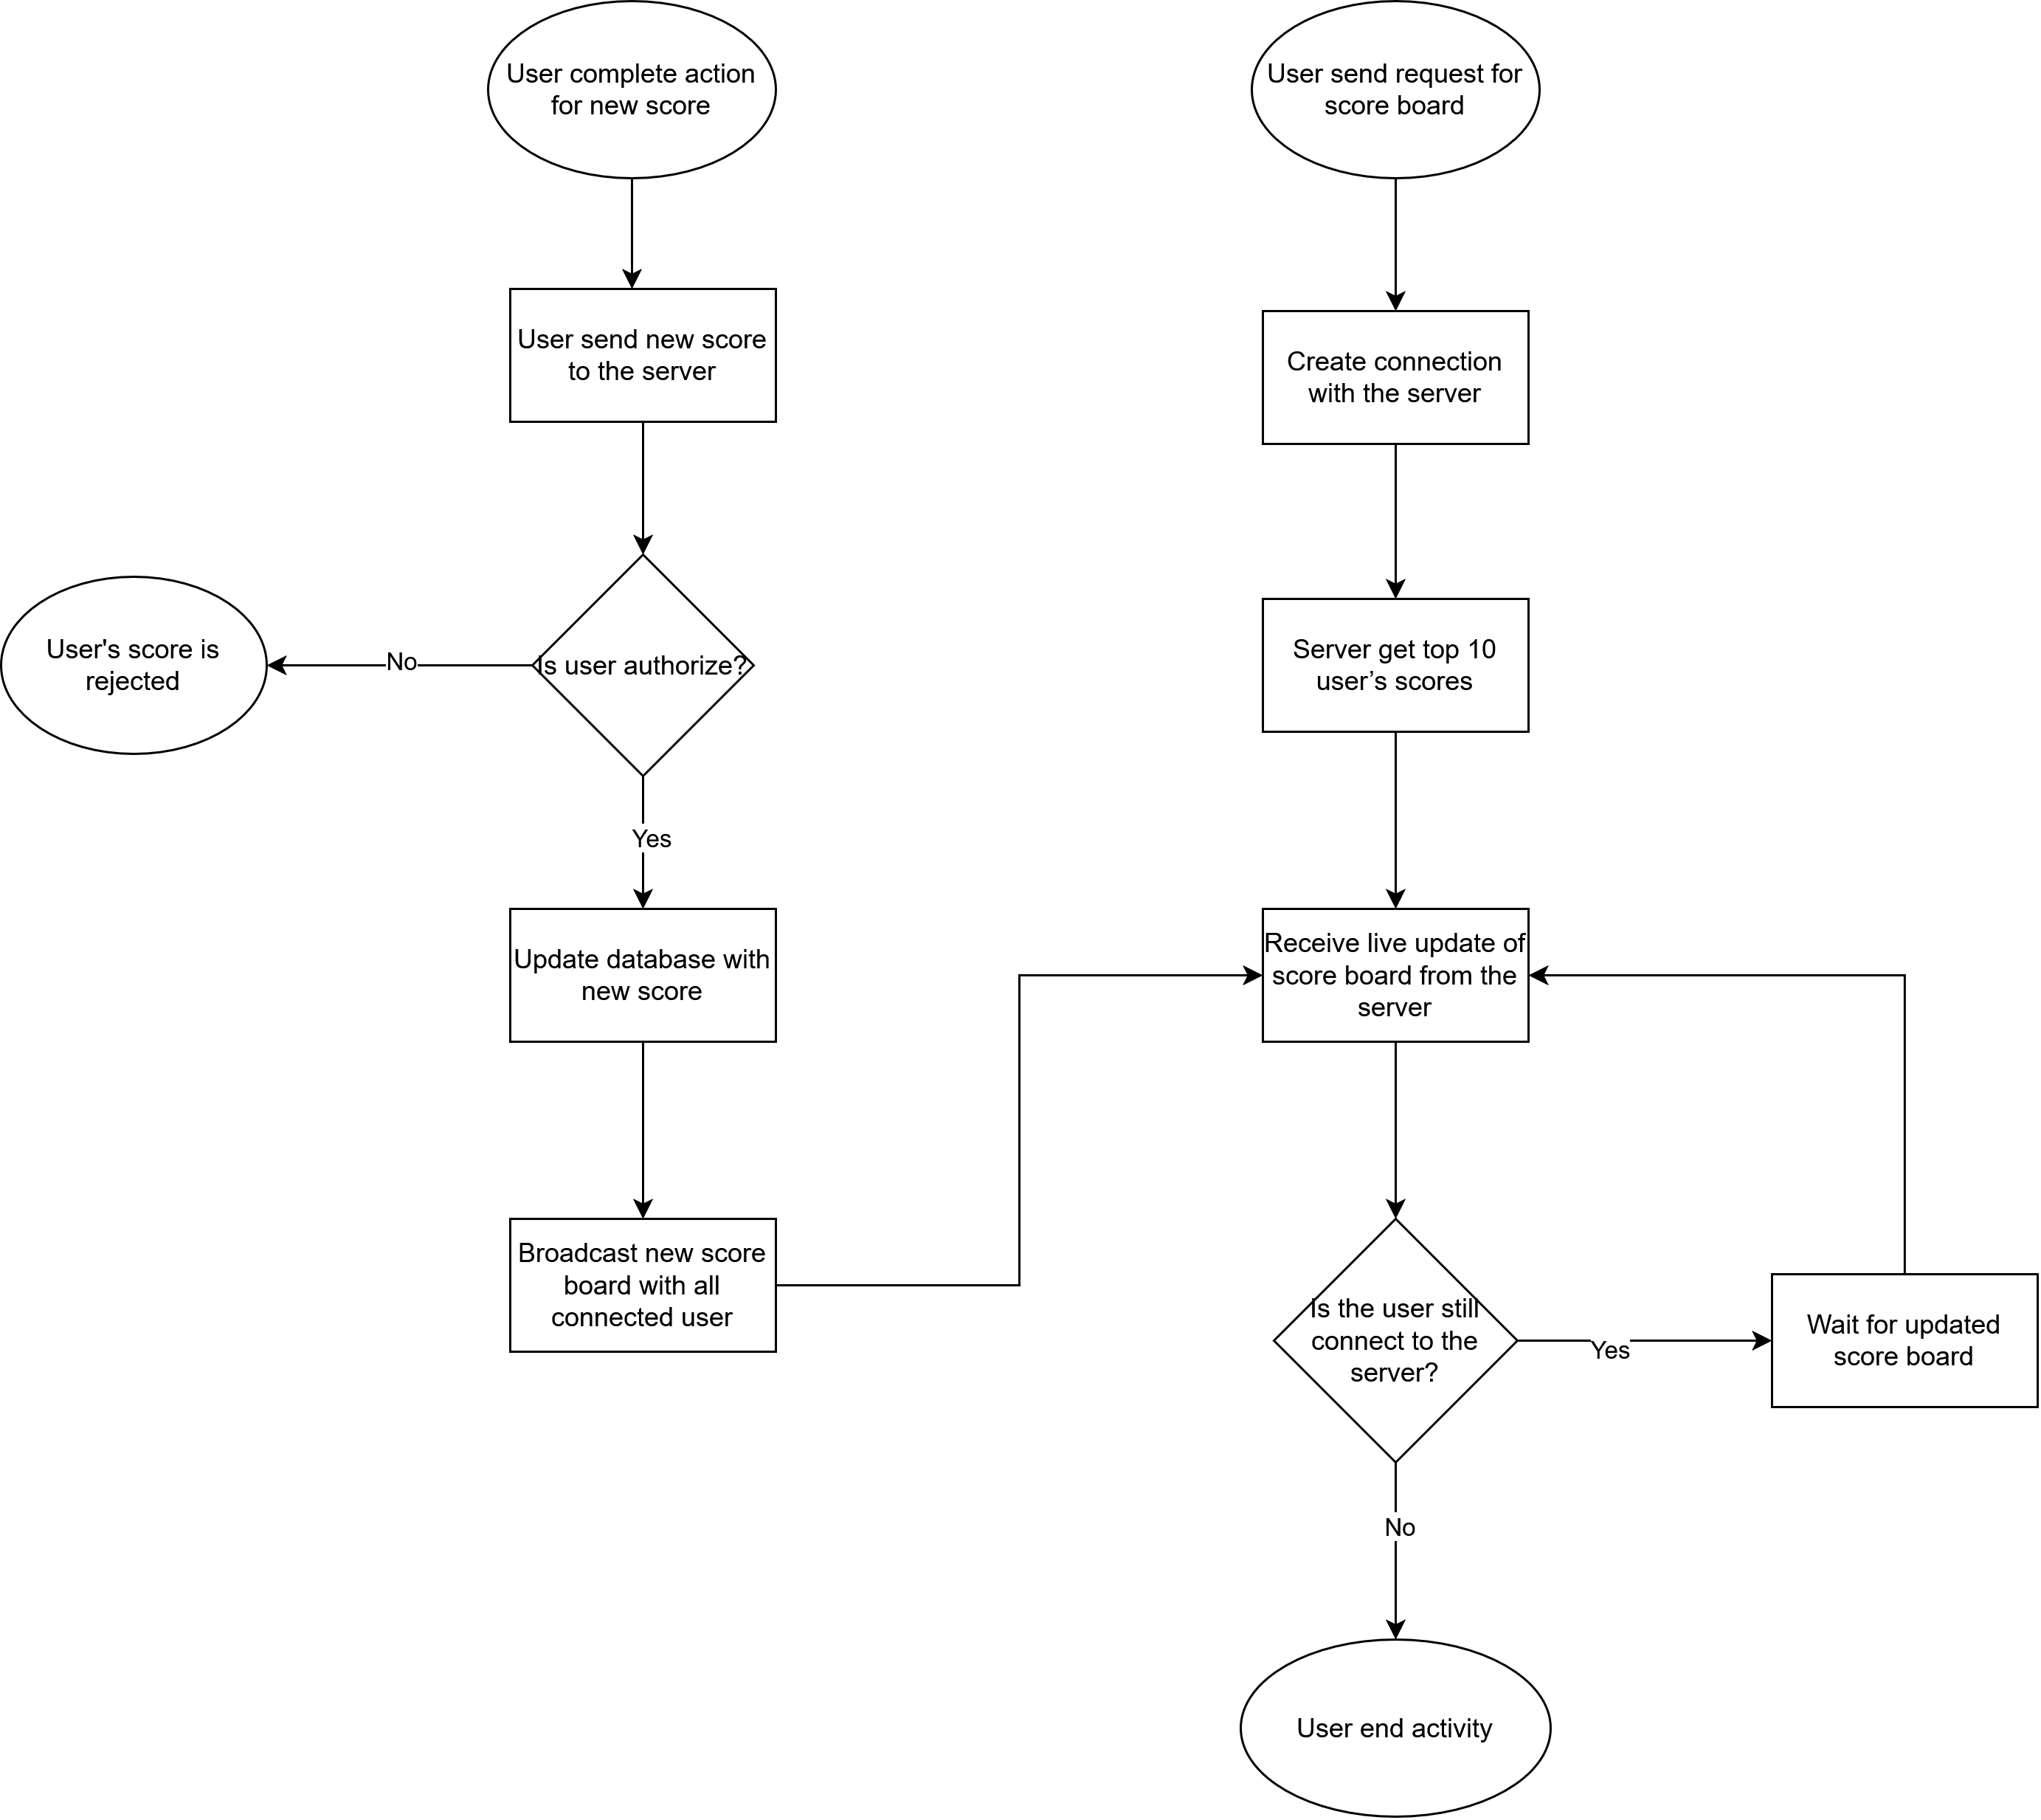 User complete action
for new score
User send new score
to the server
Is user authorize?
No
User's score is
rejected
Yes
Update database with
new score
Broadcast new score
board with all
connected user
User send request for
score board
Create connection
with the server
Server get top 10
user’s scores
Receive live update of
score board from the
server
Is the user still
connect to the
server?
Yes
Wait for updated
score board
No
User end activity